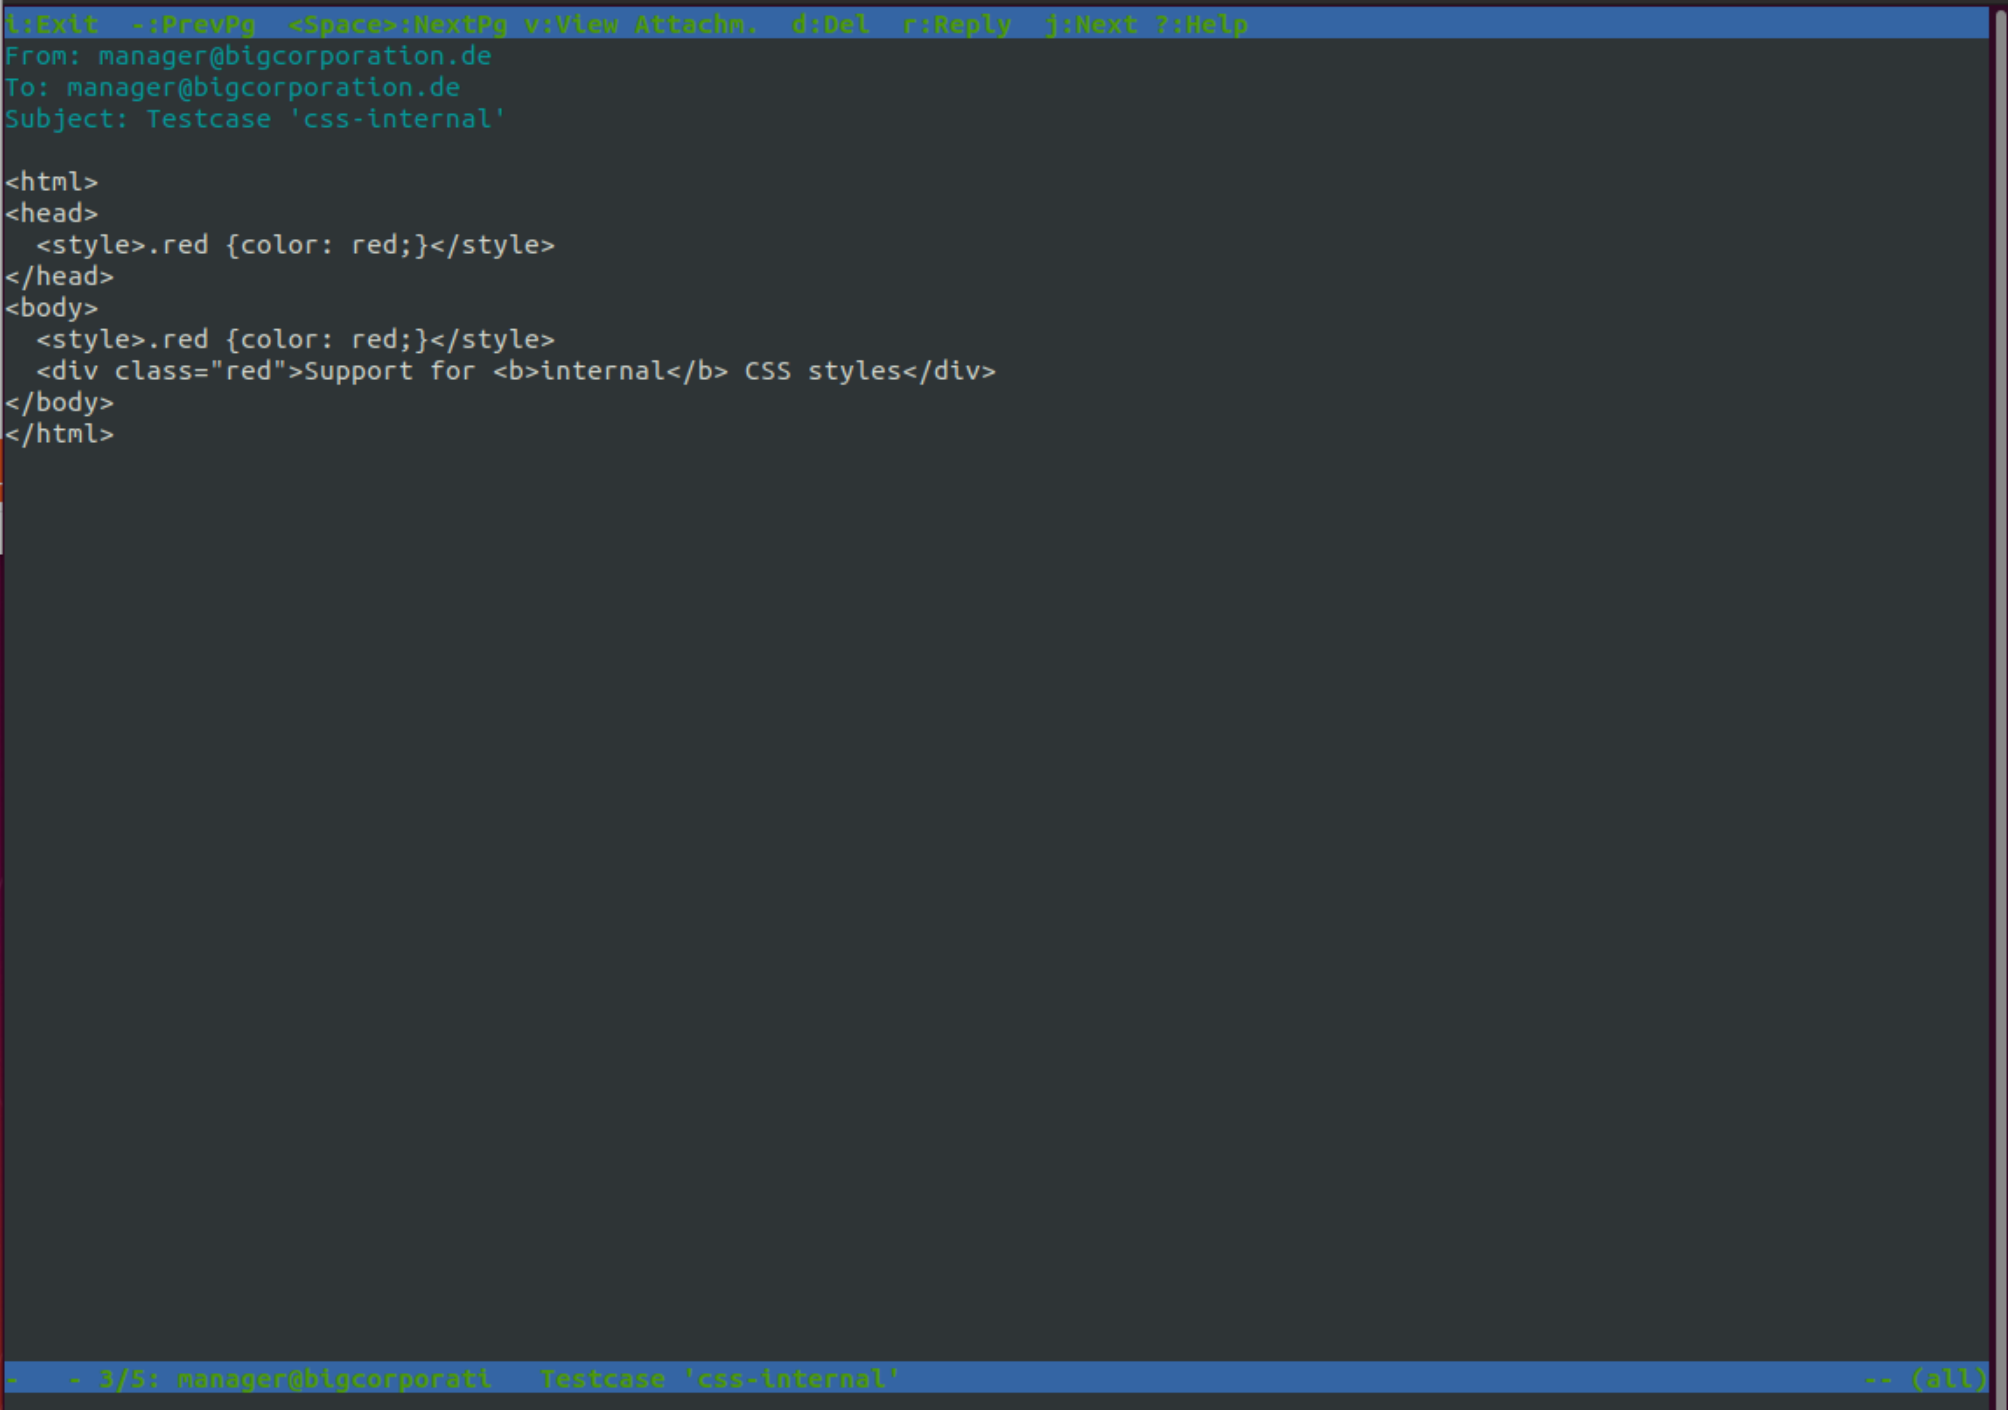 i:Exit  -:PrevPg  <Space>:NextPg v:View Attachm.  d:Del  r:Reply  j:Next ?:Help
From: manager@bigcorporation.de
To: manager@bigcorporation.de
Subject: Testcase 'css-internal'

<html>
<head>
  <style>.red {color: red;}</style>
</head>
<body>
  <style>.red {color: red;}</style>
  <div class="red">Support for <b>internal</b> CSS styles</div>
</body>
</html>
-   - 3/5: manager@bigcorporati   Testcase 'css-internal'   -- (all)